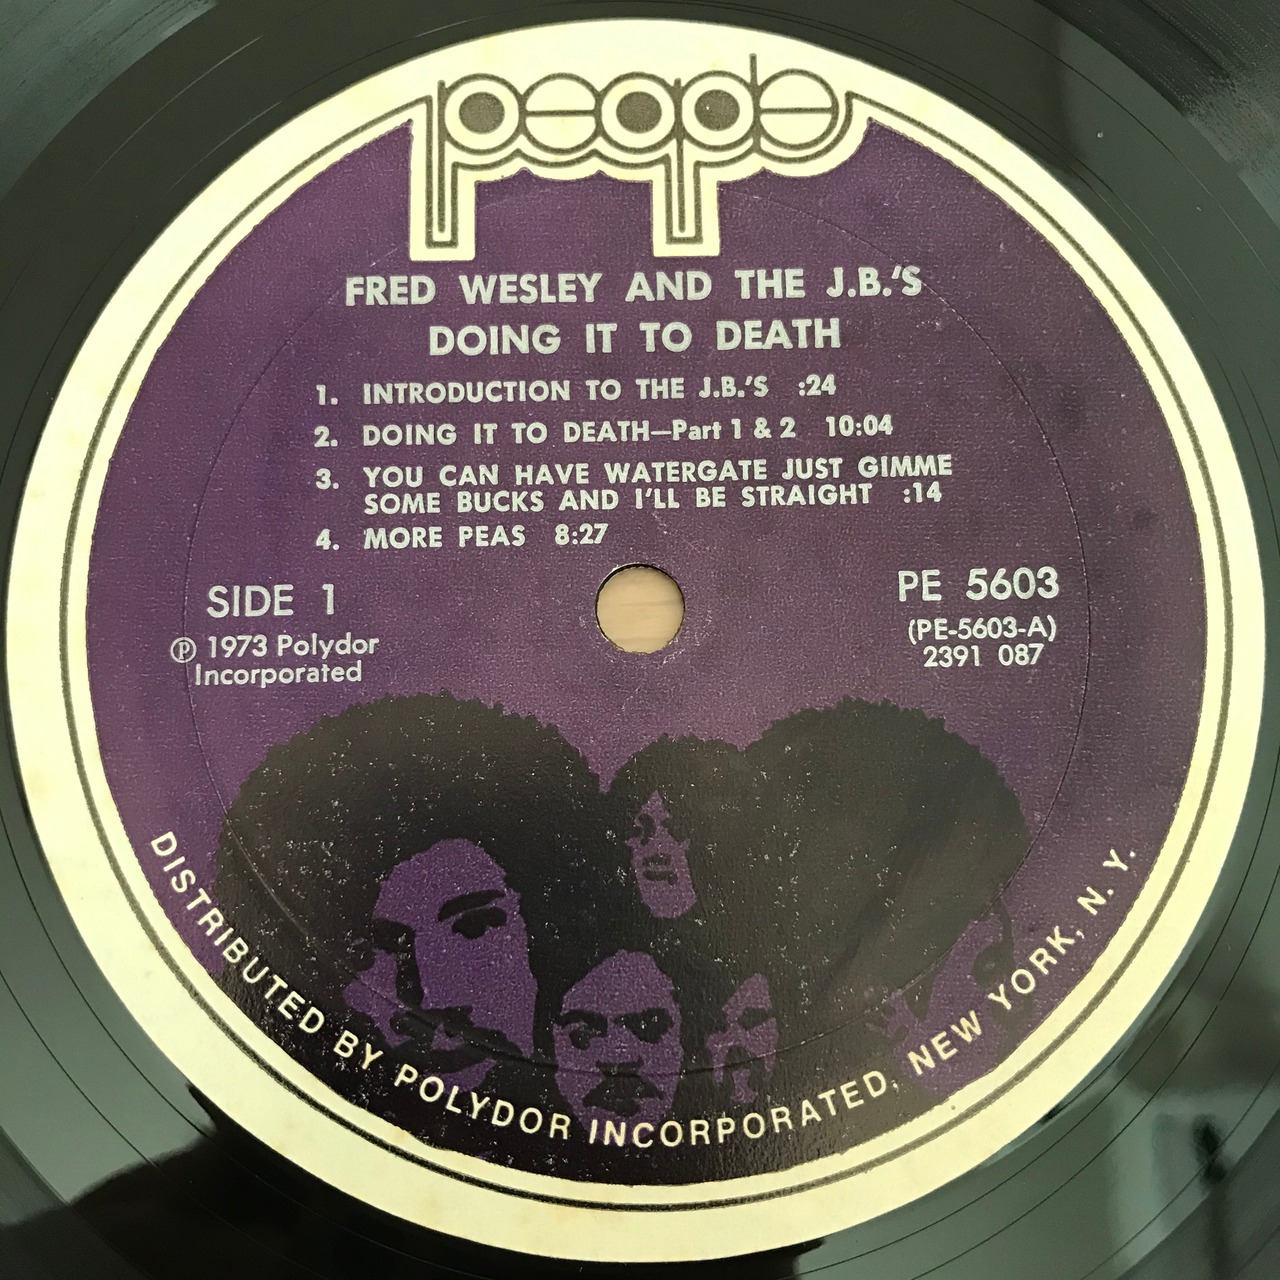 people
FRED WESLEY AND THE J.B.'S
DOING IT TO DEATH
1. INTRODUCTION TO THE J.B.'S :24
2. DOING IT TO DEATH—Part 1 & 2 10:04
3. YOU CAN HAVE WATERGATE JUST GIMME
SOME BUCKS AND I'LL BE STRAIGHT :14
4. MORE PEAS 8:27
SIDE 1
℗ 1973 Polydor
Incorporated
PE 5603
(PE-5603-A)
2391 087
DISTRIBUTED BY POLYDOR INCORPORATED, NEW YORK, N. Y.